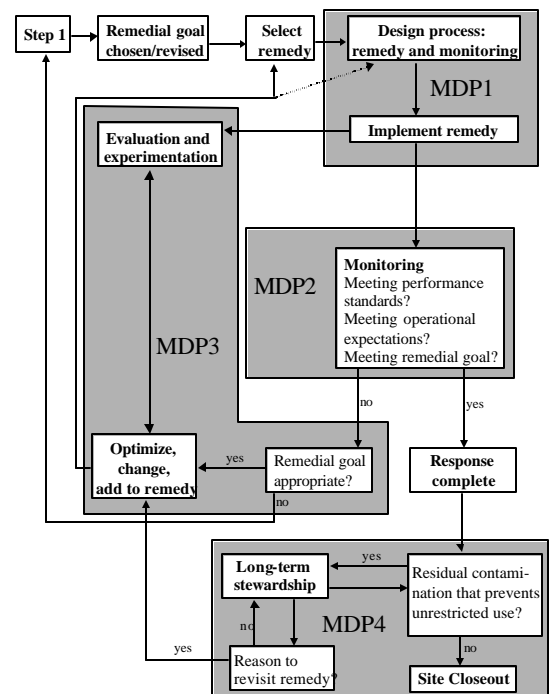 Step 1
Remedial goal
chosen/revised
Select
remedy
Design process:
remedy and monitoring
MDP1
Implement remedy
Evaluation and
experimentation
MDP2
Monitoring
Meeting performance
standards?
Meeting operational
expectations?
Meeting remedial goal?
MDP3
no
yes
Optimize,
change,
add to remedy
yes
Remedial goal
appropriate?
no
Response
complete
Long-term
stewardship
yes
Residual contami-
nation that prevents
unrestricted use?
no
MDP4
yes
Reason to
revisit remedy?
no
Site Closeout